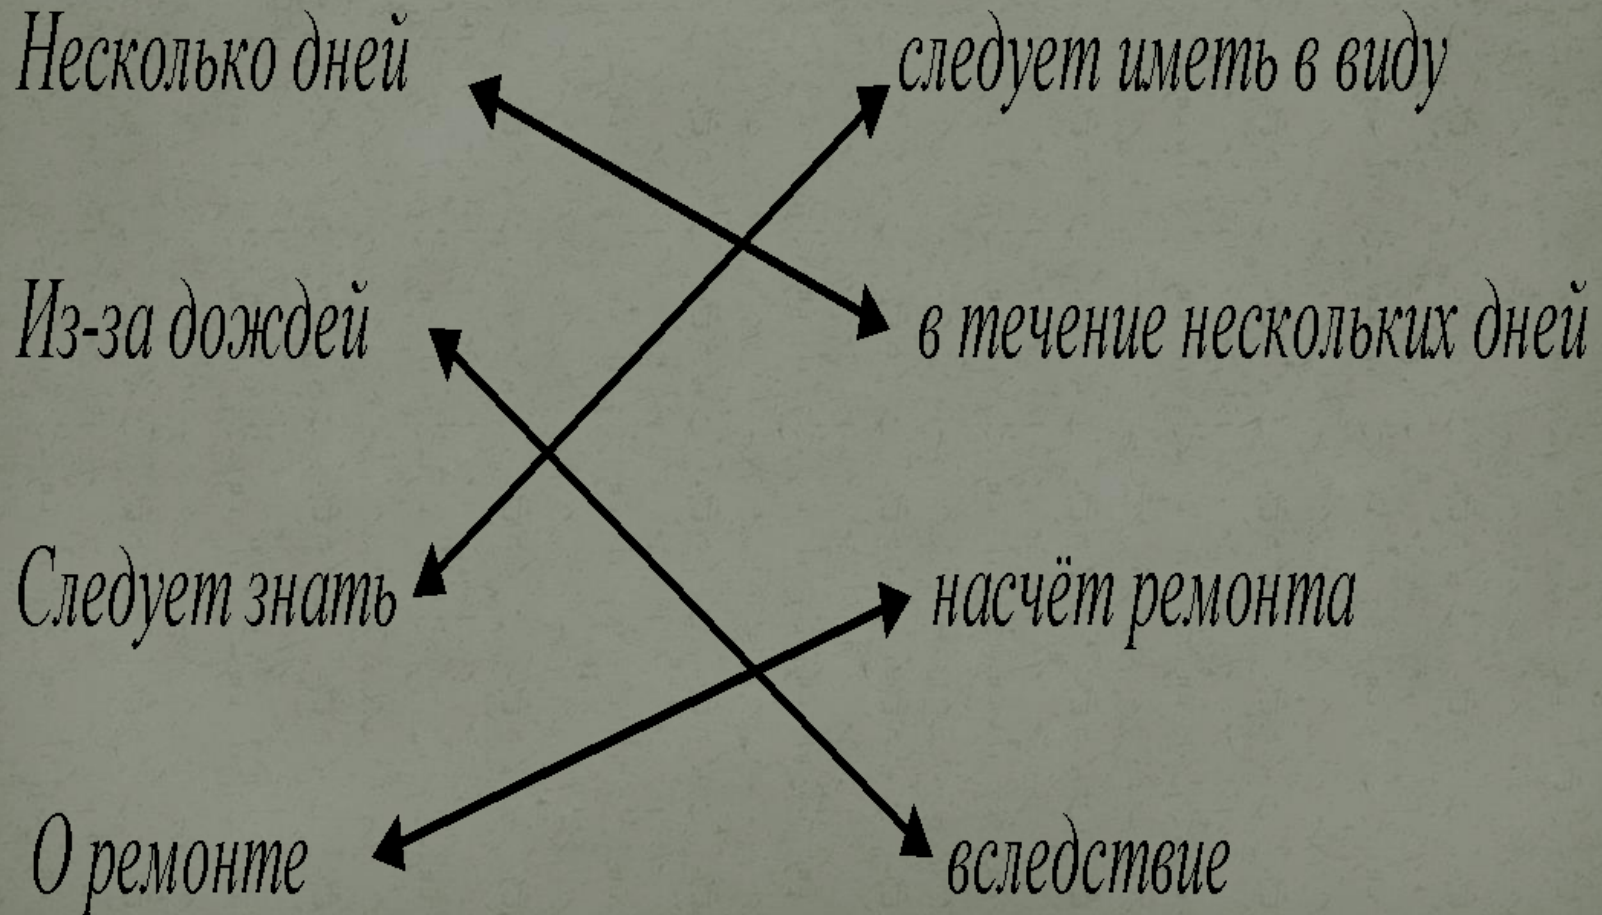 Несколько дней
следует иметь в виду
Из-за дождей
в течение нескольких дней
Следует знать
насчёт ремонта
О ремонте
вследствие